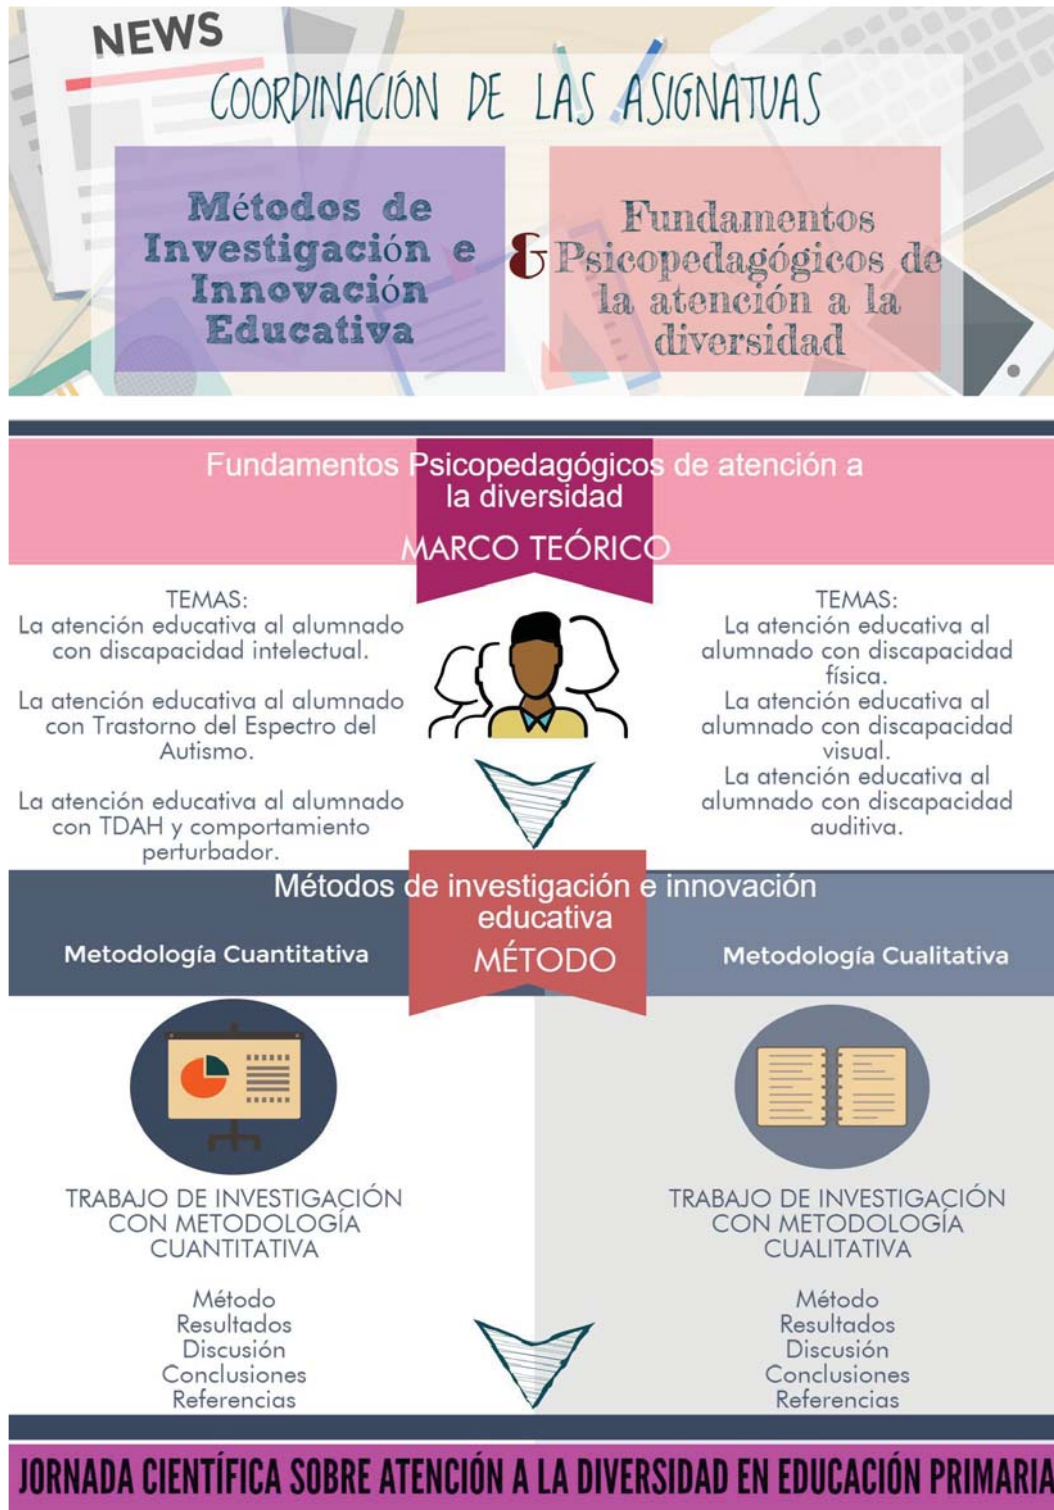 NEWS
COORDINACIÓN DE LAS ASIGNATUAS
Métodos de
Investigación e
Innovación
Educativa
&
Fundamentos
Psicopedagógicos de
la atención a la
diversidad
Fundamentos Psicopedagógicos de atención a
la diversidad
MARCO TEÓRICO
TEMAS:
La atención educativa al alumnado
con discapacidad intelectual.
La atención educativa al alumnado
con Trastorno del Espectro del
Autismo.
La atención educativa al alumnado
con TDAH y comportamiento
perturbador.
TEMAS:
La atención educativa al
alumnado con discapacidad
física.
La atención educativa al
alumnado con discapacidad
visual.
La atención educativa al
alumnado con discapacidad
auditiva.
Métodos de investigación e innovación
educativa
MÉTODO
Metodología Cuantitativa
Metodología Cualitativa
TRABAJO DE INVESTIGACIÓN
CON METODOLOGÍA
CUANTITATIVA
Método
Resultados
Discusión
Conclusiones
Referencias
TRABAJO DE INVESTIGACIÓN
CON METODOLOGÍA
CUALITATIVA
Método
Resultados
Discusión
Conclusiones
Referencias
JORNADA CIENTÍFICA SOBRE ATENCIÓN A LA DIVERSIDAD EN EDUCACIÓN PRIMARIA